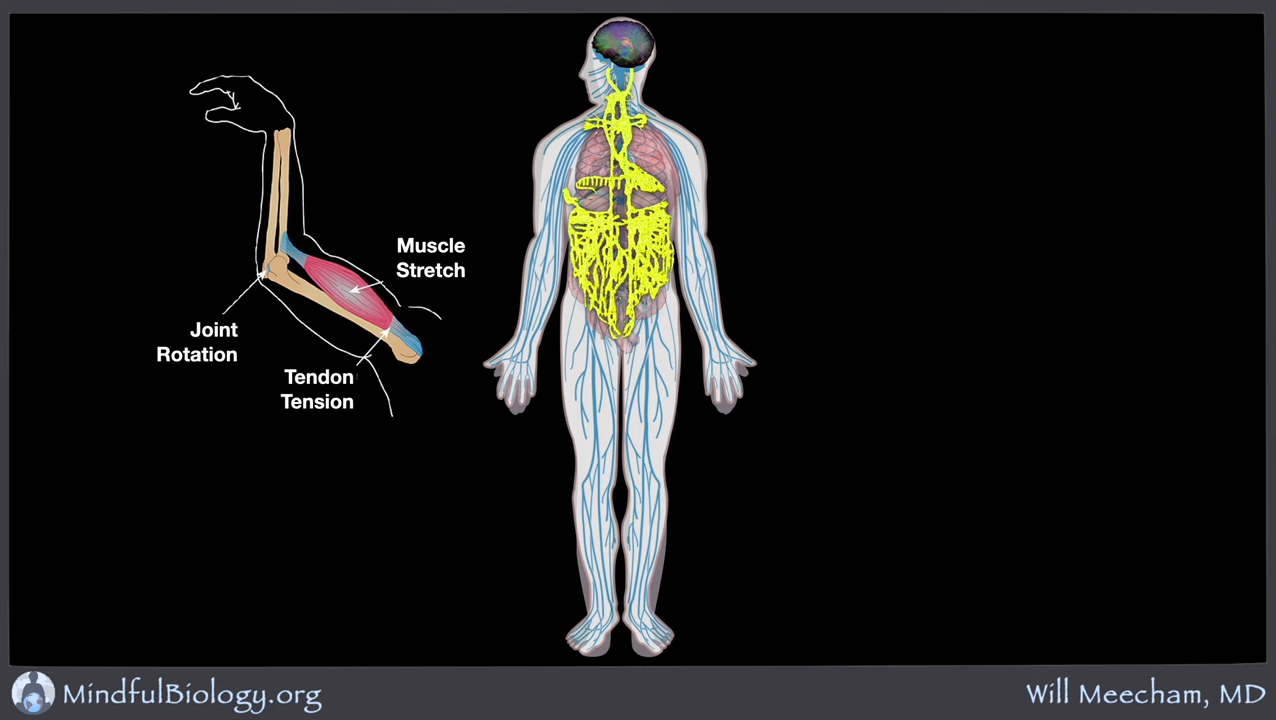 Muscle
Stretch
Joint
Rotation
Tendon
Tension
MindfulBiology.org
Will Meecham, MD